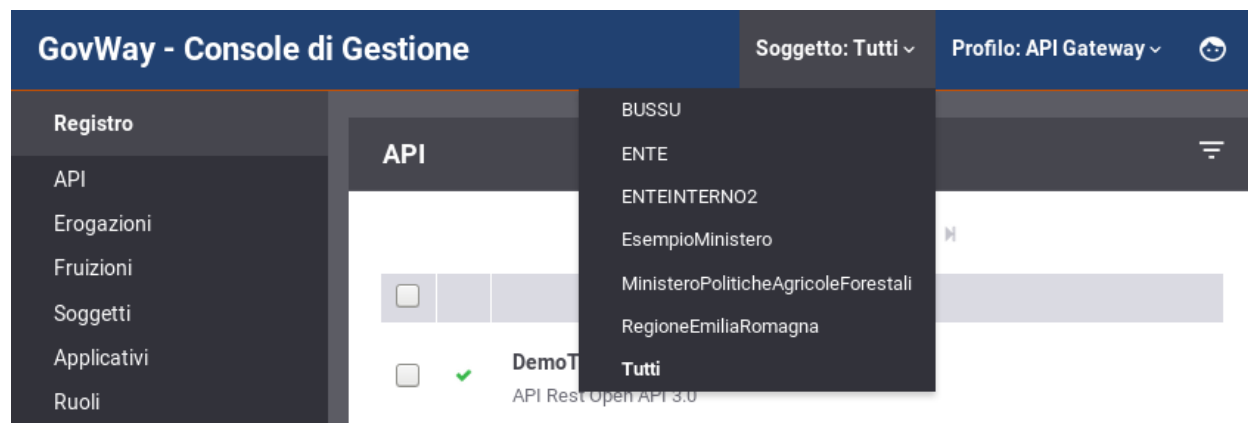 GovWay - Console di Gestione
Soggetto: Tutti
Profilo: API Gateway
Registro
API
Erogazioni
Fruizioni
Soggetti
Applicativi
Ruoli
API
BUSSU
ENTE
ENTEINTERNO2
EsempioMinistero
MinisteroPoliticheAgricoleForestali
RegioneEmiliaRomagna
Tutti
DemoT
API Rest Open API 3.0